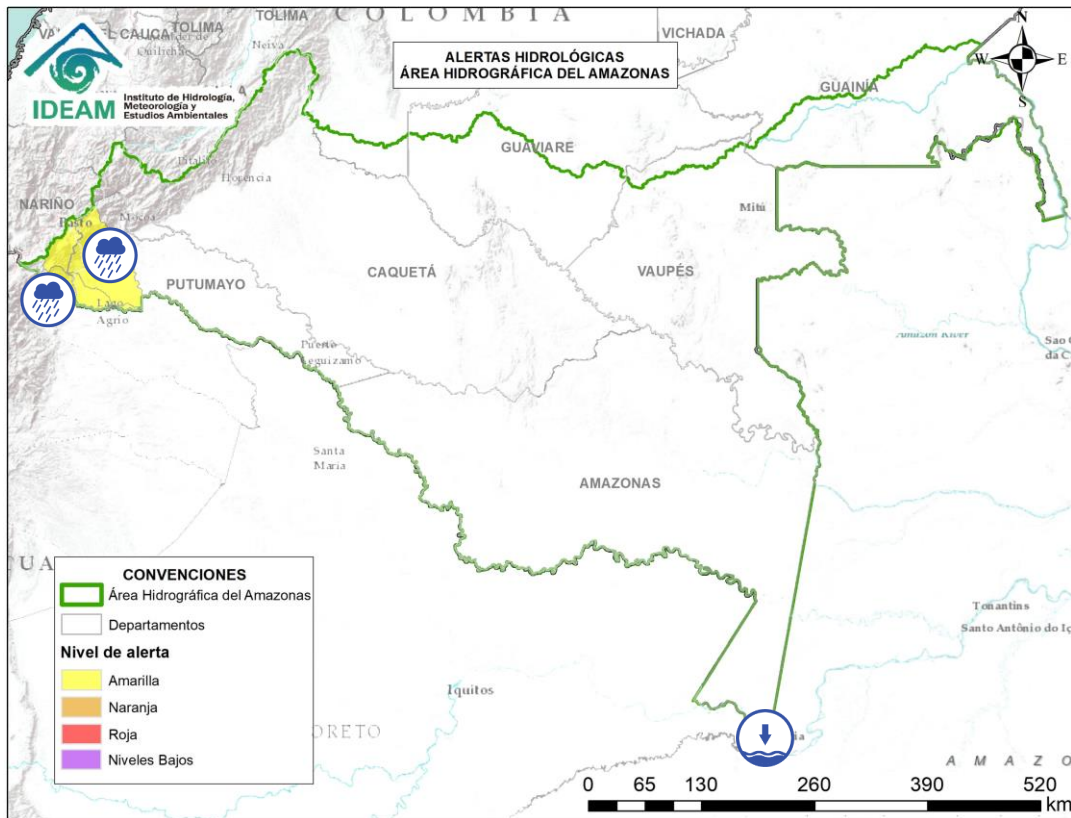 COLOMBIA
TOLIMA
TOLIMA
VICHADA
Neiva
IDEAM
Instituto de Hidrología,
Meteorología y
Estudios Ambientales
ALERTAS HIDROLÓGICAS
ÁREA HIDROGRÁFICA DEL AMAZONAS
N
W
E
S
GUAINÍA
GUAVIARE
Florencia
NARIÑO
Pasto
Mocoa
Mitú
CAQUETÁ
VAUPÉS
PUTUMAYO
Lago
Agrio
Amazon River
Puerto
Leguizamo
Santa
Maria
AMAZONAS
CONVENCIONES
Área Hidrográfica del Amazonas
Departamentos
Nivel de alerta
Amarilla
Naranja
Roja
Niveles Bajos
Tonantins
Santo Antônio do Iç
Iquitos
ORETO
AMAZO
0 65 130 260 390 520
km